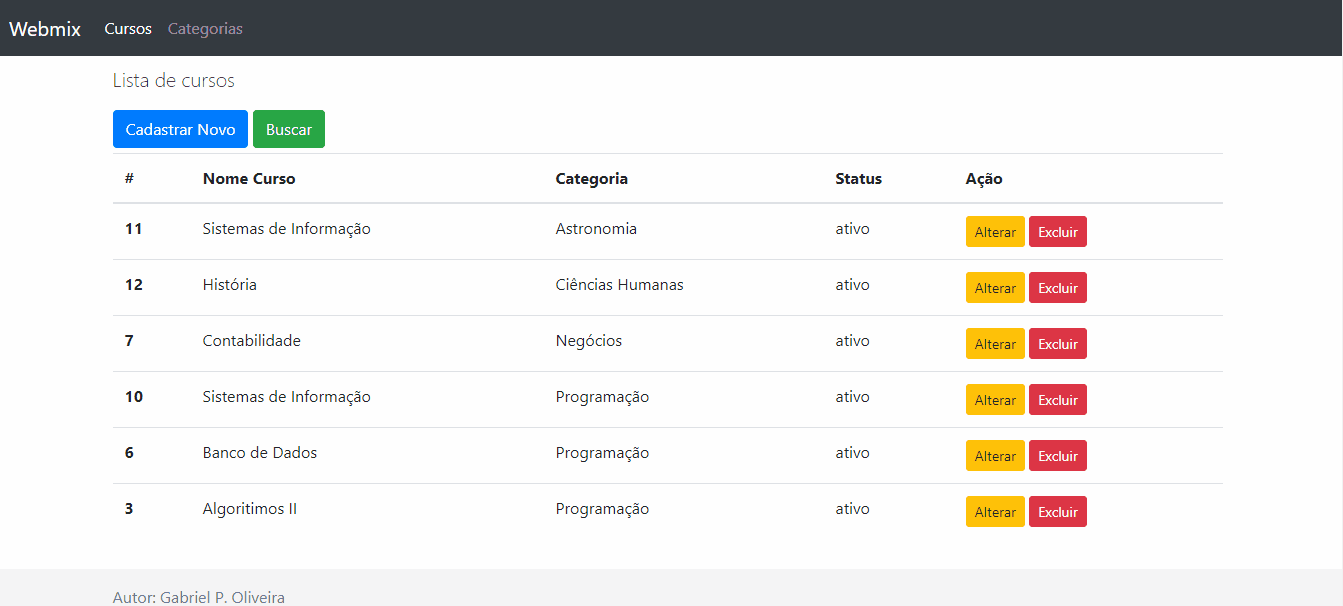 Webmix Cursos Categorias
Lista de cursos
Cadastrar Novo Buscar
# Nome Curso Categoria Status Ação
11 Sistemas de Informação Astronomia ativo Alterar Excluir
12 História Ciências Humanas ativo Alterar Excluir
7 Contabilidade Negócios ativo Alterar Excluir
10 Sistemas de Informação Programação ativo Alterar Excluir
6 Banco de Dados Programação ativo Alterar Excluir
3 Algoritimos II Programação ativo Alterar Excluir
Autor: Gabriel P. Oliveira